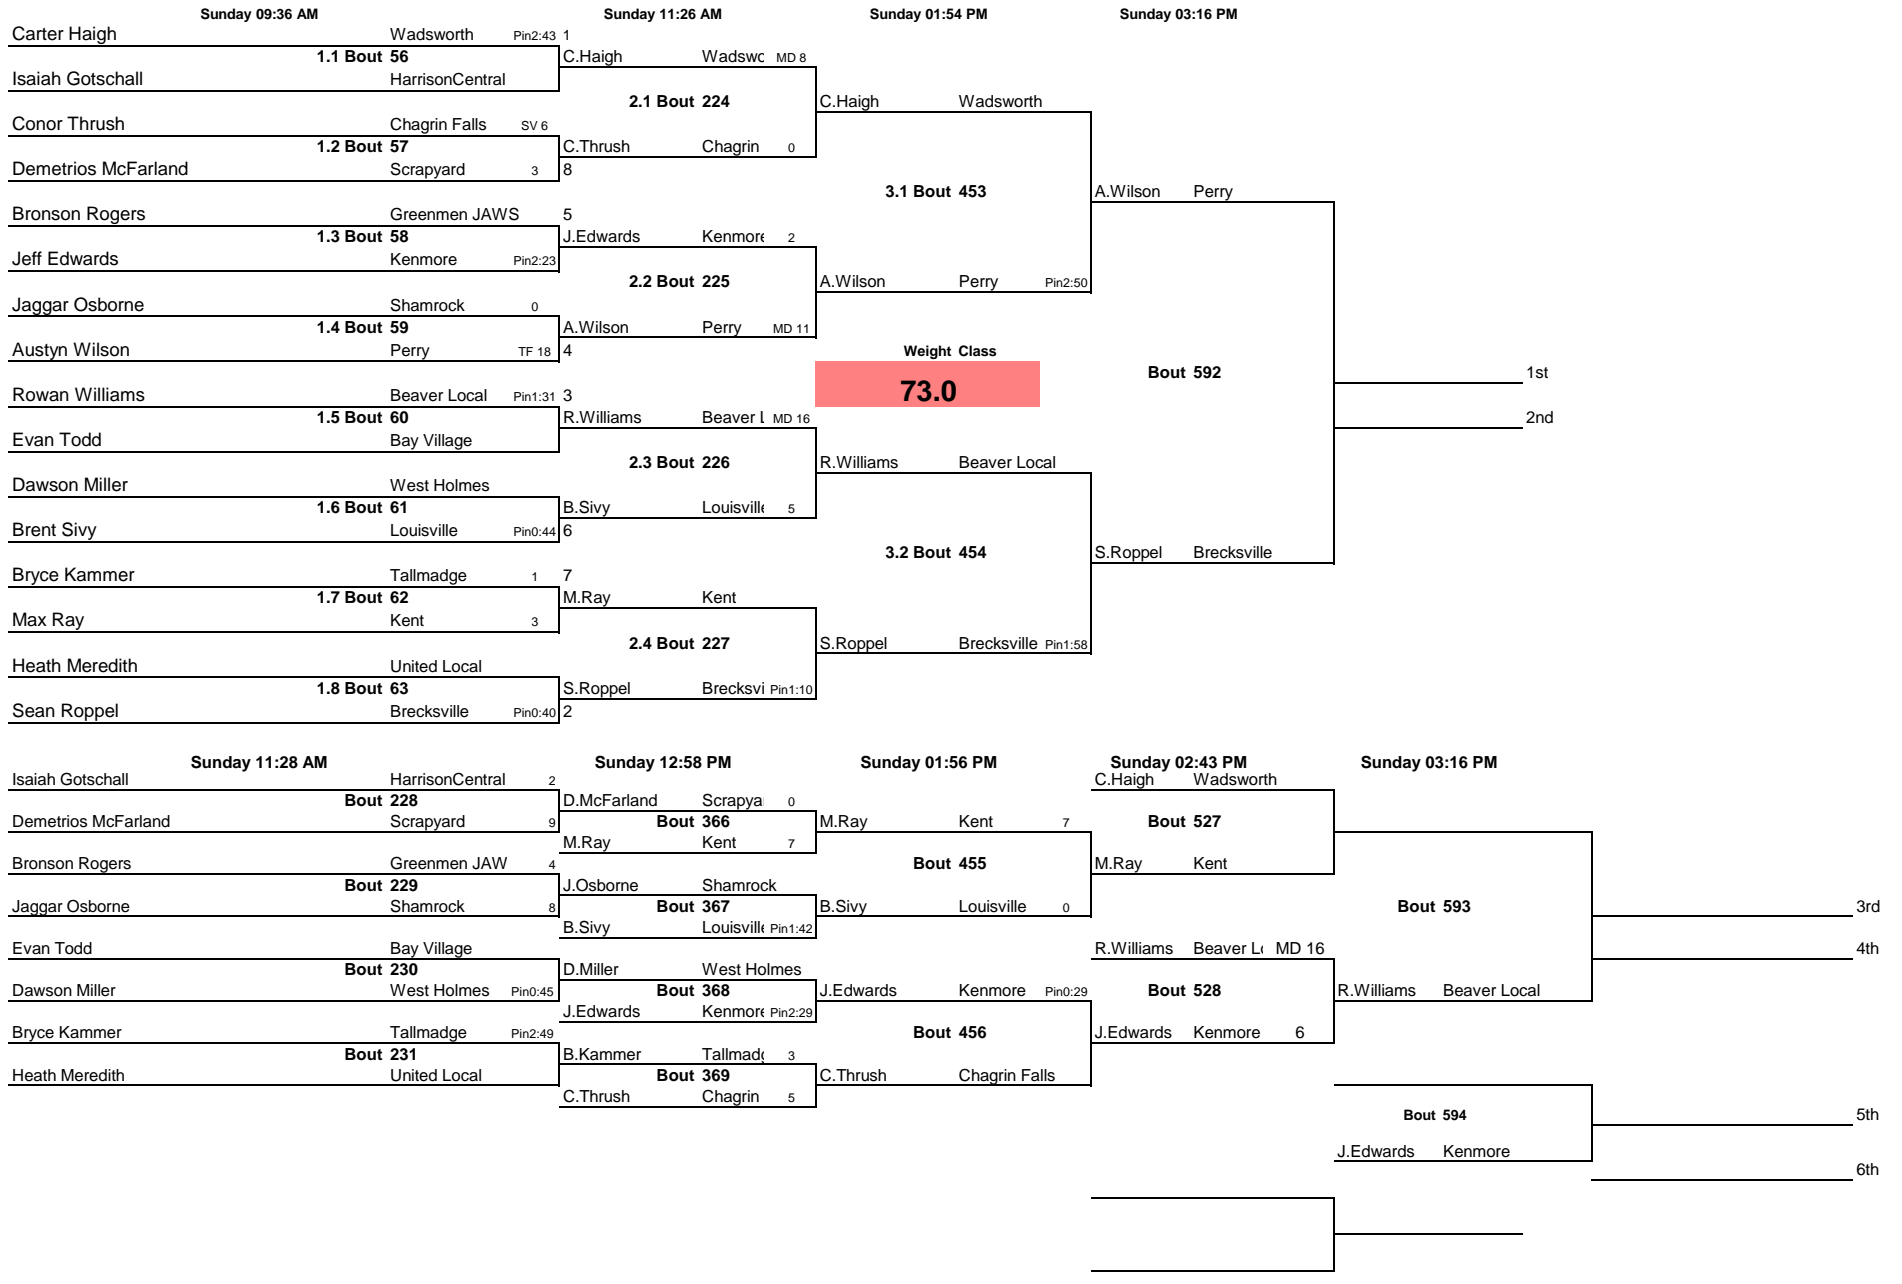 Sunday 09:36 AM Sunday 11:26 AM Sunday 01:54 PM Sunday 03:16 PM
Carter Haigh Wadsworth Pin2:43 1
1.1 Bout 56 C.Haigh Wadswc MD 8
Isaiah Gotschall HarrisonCentral
2.1 Bout 224 C.Haigh Wadsworth
Conor Thrush Chagrin Falls SV 6
1.2 Bout 57 C.Thrush Chagrin 0
Demetrios McFarland Scrapyard 3 8
3.1 Bout 453 A.Wilson Perry
Bronson Rogers Greenmen JAWS 5
1.3 Bout 58 J.Edwards Kenmore 2
Jeff Edwards Kenmore Pin2:23
2.2 Bout 225 A.Wilson Perry Pin2:50
Jaggar Osborne Shamrock 0
1.4 Bout 59 A.Wilson Perry MD 11
Austyn Wilson Perry TF 18 4 Weight Class
Bout 592 1st
Rowan Williams Beaver Local Pin1:31 3 73.0
1.5 Bout 60 R.Williams Beaver L MD 16 2nd
Evan Todd Bay Village
2.3 Bout 226 R.Williams Beaver Local
Dawson Miller West Holmes
1.6 Bout 61 B.Sivy Louisville 5
Brent Sivy Louisville Pin0:44 6
3.2 Bout 454 S.Roppel Brecksville
Bryce Kammer Tallmadge 1 7
1.7 Bout 62 M.Ray Kent
Max Ray Kent 3
2.4 Bout 227 S.Roppel Brecksville Pin1:58
Heath Meredith United Local
1.8 Bout 63 S.Roppel Brecksvi Pin1:10
Sean Roppel Brecksville Pin0:40 2
Sunday 11:28 AM Sunday 12:58 PM Sunday 01:56 PM Sunday 02:43 PM Sunday 03:16 PM
Isaiah Gotschall HarrisonCentral 2 C.Haigh Wadsworth
Bout 228 D.McFarland Scrapya 0
Demetrios McFarland Scrapyard 9 Bout 366 M.Ray Kent 7 Bout 527
M.Ray Kent 7
Bronson Rogers Greenmen JAW 4 Bout 455 M.Ray Kent
Bout 229 J.Osborne Shamrock
Jaggar Osborne Shamrock 8 Bout 367 B.Sivy Louisville 0 Bout 593 3rd
B.Sivy Louisville Pin1:42
Evan Todd Bay Village R.Williams Beaver Lo MD 16 4th
Bout 230 D.Miller West Holmes
Dawson Miller West Holmes Pin0:45 Bout 368 J.Edwards Kenmore Pin0:29 Bout 528 R.Williams Beaver Local
J.Edwards Kenmore Pin2:29
Bryce Kammer Tallmadge Pin2:49 Bout 456 J.Edwards Kenmore 6
Bout 231 B.Kammer Tallmadg 3
Heath Meredith United Local Bout 369 C.Thrush Chagrin Falls
C.Thrush Chagrin 5
Bout 594 5th
J.Edwards Kenmore
6th